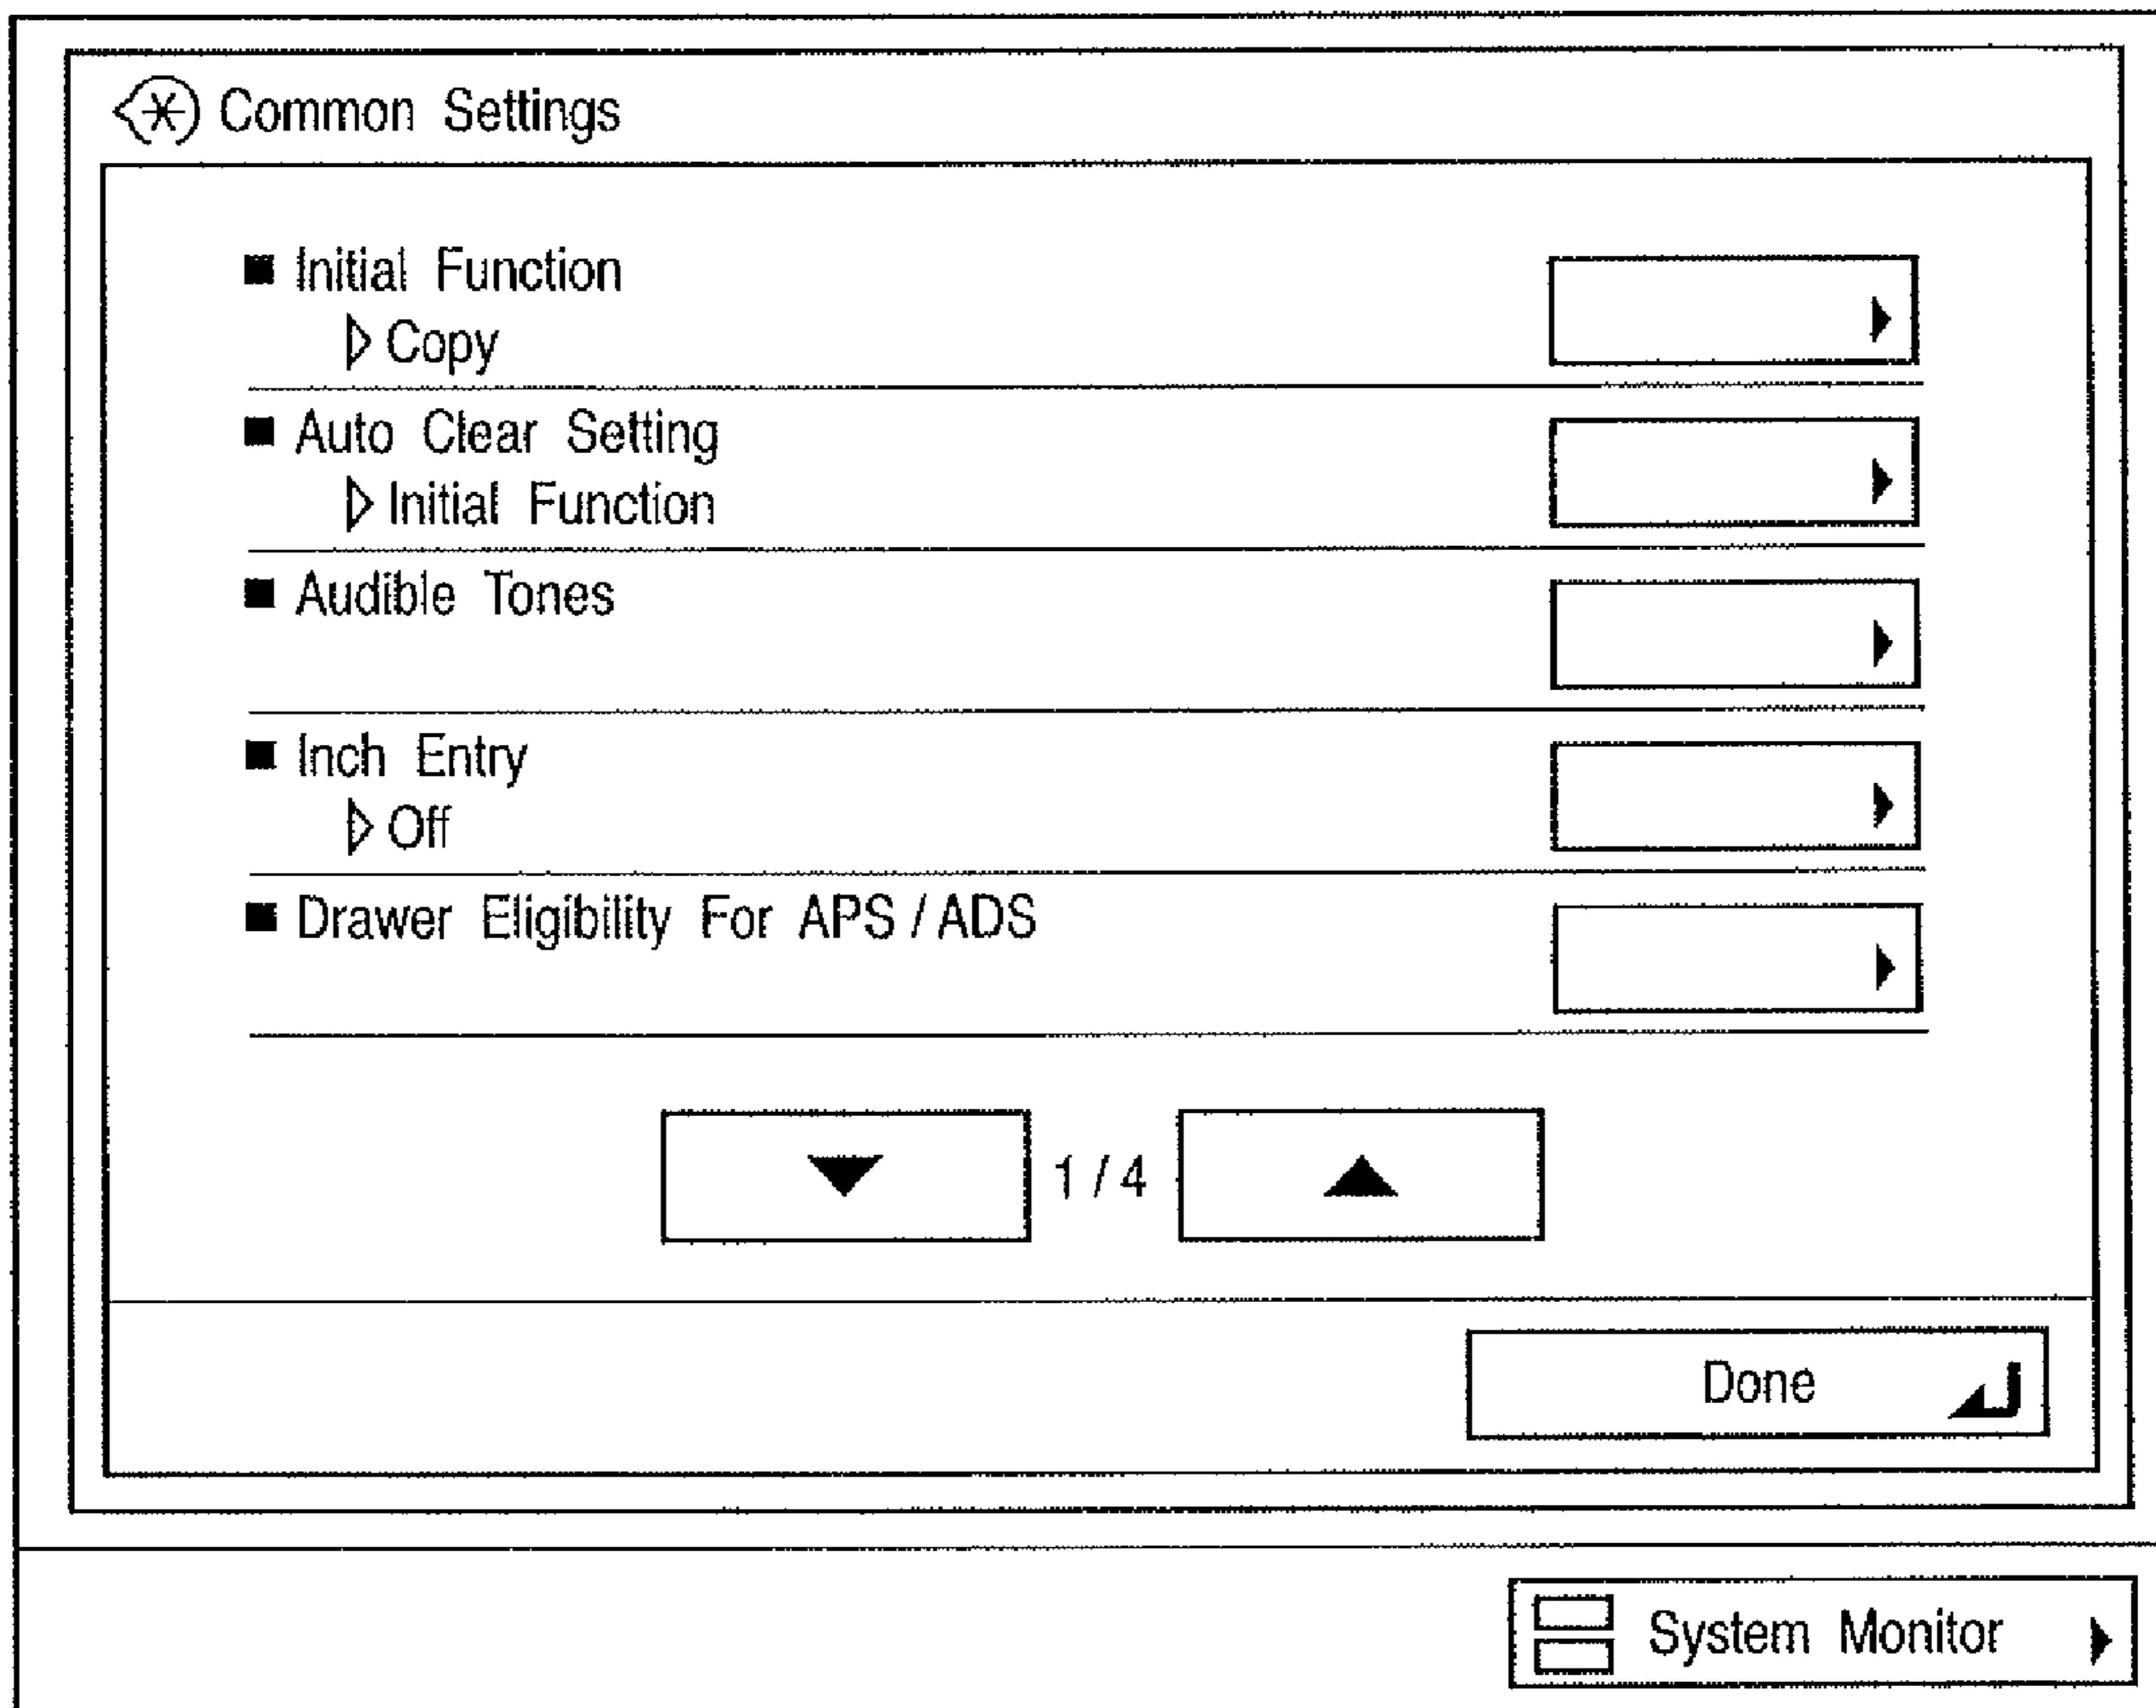 Common Settings
■ Initial Function
▷ Copy
■ Auto Clear Setting
▷ Initial Function
■ Audible Tones
■ Inch Entry
▷ Off
■ Drawer Eligibility For APS / ADS
1 / 4
Done
System Monitor